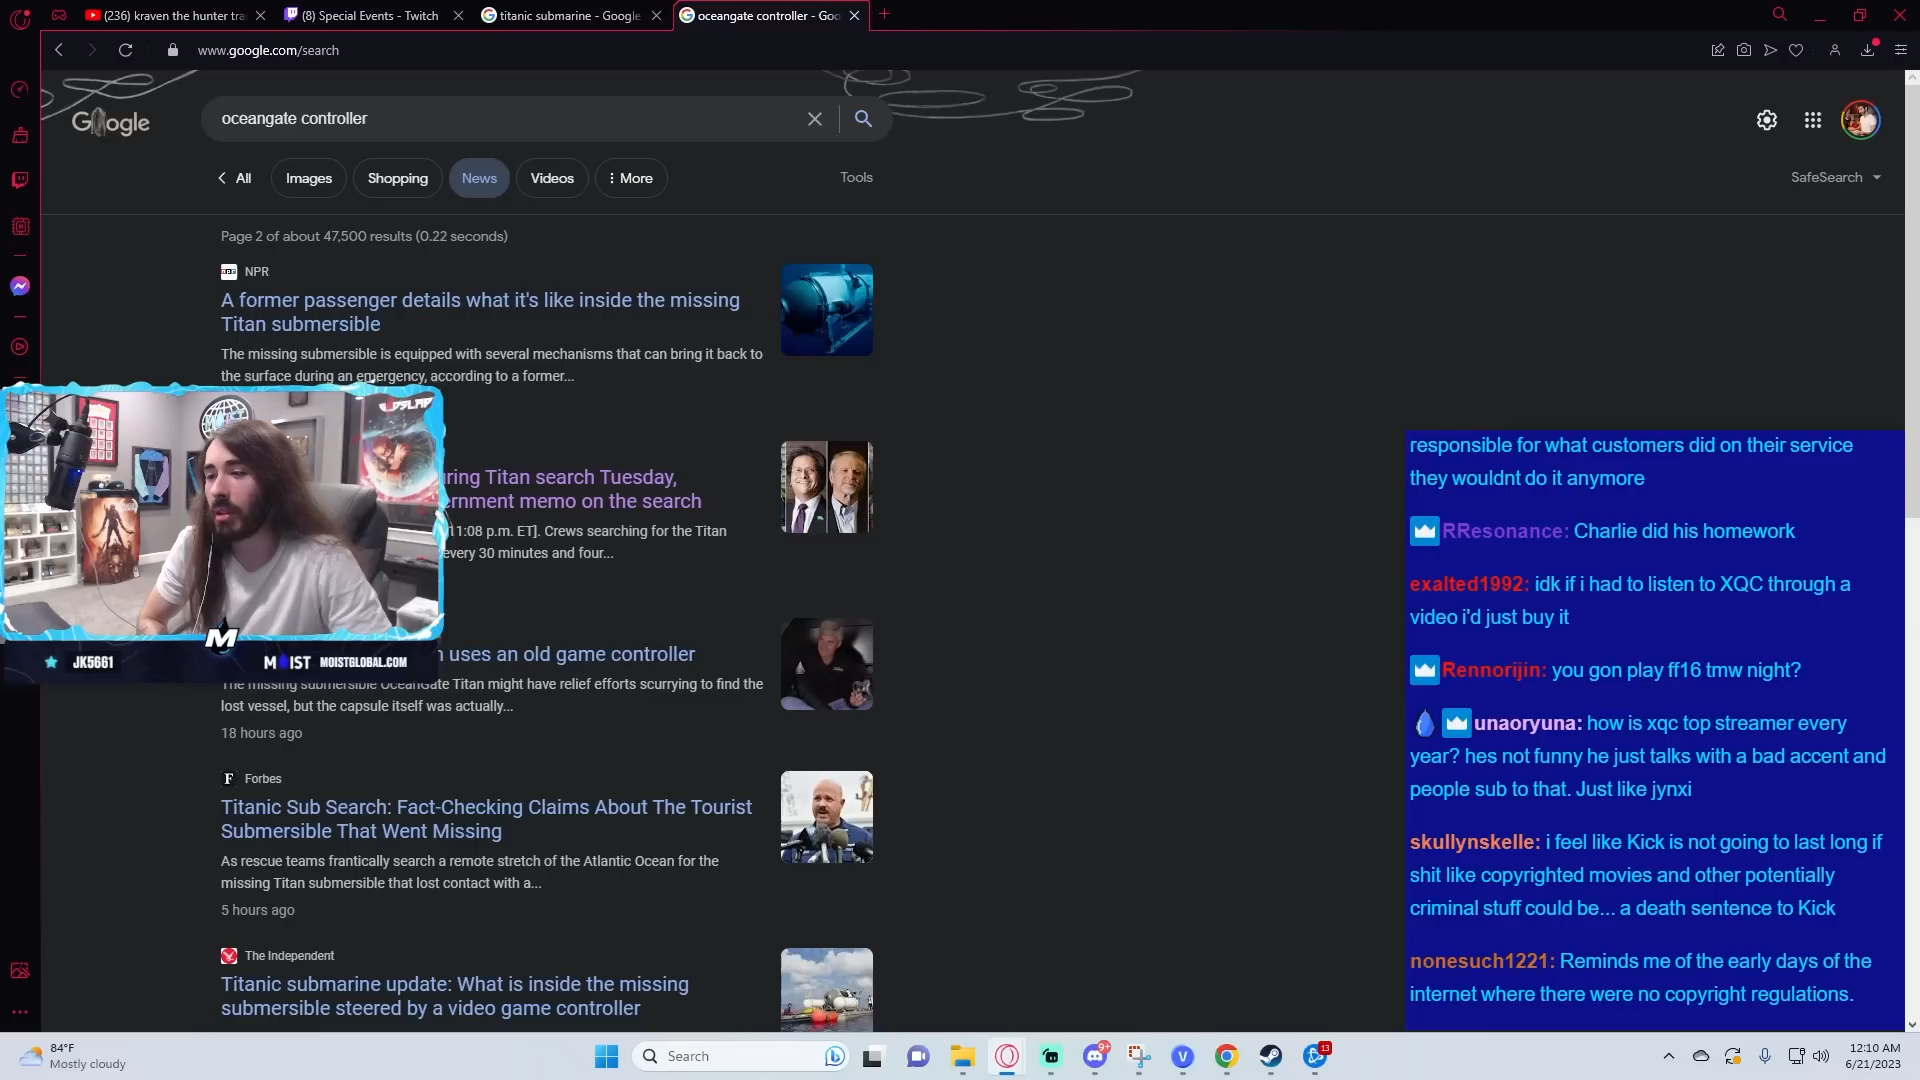 (236) kraven the hunter tra
(8) Special Events - Twitch
titanic submarine - Google
oceangate controller - Goo
www.google.com/search
Google
oceangate controller
All
Images
Shopping
News
Videos
More
Tools
SafeSearch
Page 2 of about 47,500 results (0.22 seconds)
NPR
A former passenger details what it's like inside the missing
Titan submersible
The missing submersible is equipped with several mechanisms that can bring it back to
the surface during an emergency, according to a former...
uring Titan search Tuesday,
ernment memo on the search
11:08 p.m. ET]. Crews searching for the Titan
every 30 minutes and four...
uses an old game controller
The missing submersible OceanGate Titan might have relief efforts scurrying to find the
lost vessel, but the capsule itself was actually...
18 hours ago
Forbes
Titanic Sub Search: Fact-Checking Claims About The Tourist
Submersible That Went Missing
As rescue teams frantically search a remote stretch of the Atlantic Ocean for the
missing Titan submersible that lost contact with a...
5 hours ago
The Independent
Titanic submarine update: What is inside the missing
submersible steered by a video game controller
M
JK5661
MOIST
MOISTGLOBAL.COM
responsible for what customers did on their service
they wouldnt do it anymore
RResonance: Charlie did his homework
exalted1992: idk if i had to listen to XQC through a
video i'd just buy it
Rennorijin: you gon play ff16 tmw night?
unaoryuna: how is xqc top streamer every
year? hes not funny he just talks with a bad accent and
people sub to that. Just like jynxi
skullynskelle: i feel like Kick is not going to last long if
shit like copyrighted movies and other potentially
criminal stuff could be... a death sentence to Kick
nonesuch1221: Reminds me of the early days of the
internet where there were no copyright regulations.
84°F
Mostly cloudy
Search
9+
V
13
12:10 AM
6/21/2023